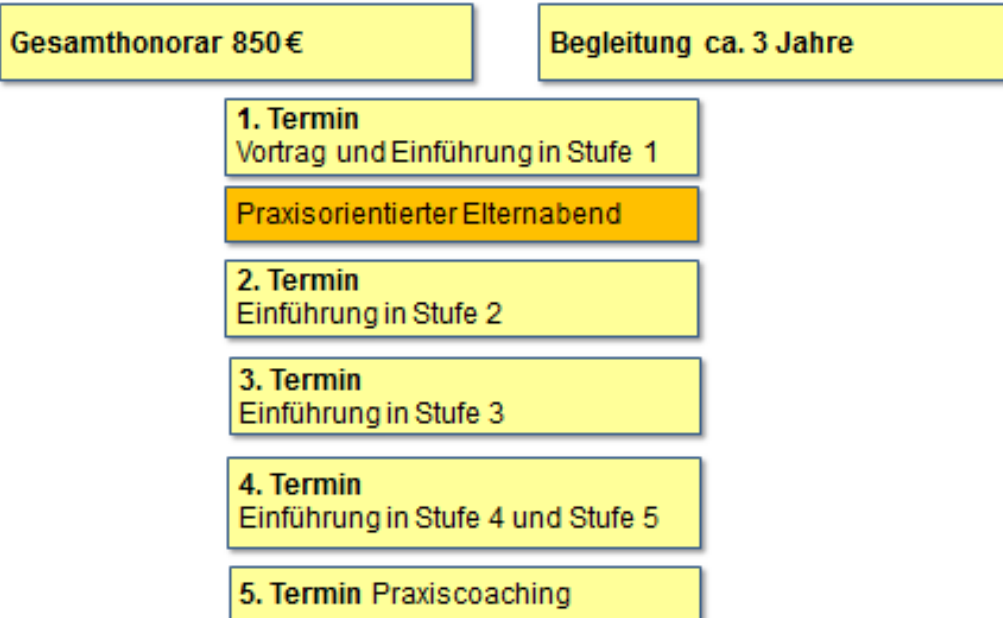 Gesamthonorar 850 €
Begleitung ca. 3 Jahre
1. Termin
Vortrag und Einführung in Stufe 1
Praxisorientierter Elternabend
2. Termin
Einführung in Stufe 2
3. Termin
Einführung in Stufe 3
4. Termin
Einführung in Stufe 4 und Stufe 5
5. Termin Praxiscoaching